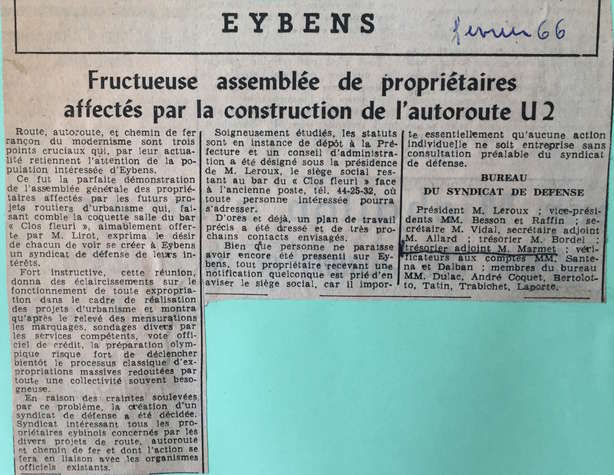 EYBENS
février 66
Fructueuse assemblée de propriétaires
affectés par la construction de l'autoroute U 2
Route, autoroute, et chemin de fer
rançon du modernisme sont trois
points cruciaux qui, par leur actua-
lité retiennent l'attention de la po-
pulation intéressée d'Eybens.
Ce fut la parfaite démonstration
de l'assemblée générale des proprié-
taires affectés par les futurs pro-
jets routiers d'urbanisme qui, fai-
sant comble la coquette salle du bar
« Clos fleuri », aimablement offer-
te par M. Lirot, exprima le désir
de chacun de voir se créer à Eybens
un syndicat de défense de leurs in-
térêts.
Fort instructive, cette réunion,
donna des éclaircissements sur le
fonctionnement de toute expropria-
tion dans le cadre de réalisation
des projets d'urbanisme et montra
qu'après le relevé des mensurations
les marquages, sondages divers par
les services compétents, vote offi-
ciel de crédit, la préparation olym-
pique risque fort de déclencher
bientôt le processus classique d'ex-
propriations massives redoutées par
toute une collectivité souvent beso-
gneuse.
En raison des craintes soulevées
par ce problème, la création d'un
syndicat de défense a été décidée.
Syndicat intéressant tous les pro-
priétaires eybinois concernés par les
divers projets de route, autoroute
et chemin de fer et dont l'action se
fera en liaison avec les organismes
officiels existants.
Soigneusement étudiés, les statuts
sont en instance de dépôt à la Pré-
fecture et un conseil d'administra-
tion a été désigné sous la présidence
de M. Leroux, le siège social res-
tant au bar du « Clos fleuri » face
à l'ancienne poste, tél. 44-25-32, où
toute personne intéressée pourra
s'adresser.
D'ores et déjà, un plan de travail
précis a été dressé et de très pro-
chains contacts envisagés.
Bien que personne ne paraisse
avoir encore été pressenti sur Ey-
bens, tout propriétaire recevant une
notification quelconque est prié d'en
aviser le siège social, car il impor-
te essentiellement qu'aucune action
individuelle ne soit entreprise sans
consultation préalable du syndicat
de défense.
BUREAU
DU SYNDICAT DE DEFENSE
Président M. Leroux ; vice-prési-
dents MM. Besson et Raffin ; se-
crétaire M. Vidal, secrétaire adjoint
M. Allard ; trésorier M. Bordel ;
trésorier adjoint M. Marmet ; vé-
rificateurs aux comptes MM. Sante-
na et Dalban ; membres du bureau
MM. Dulac, André Coquet, Bertolot-
to, Tatin, Trabichet, Laporte.